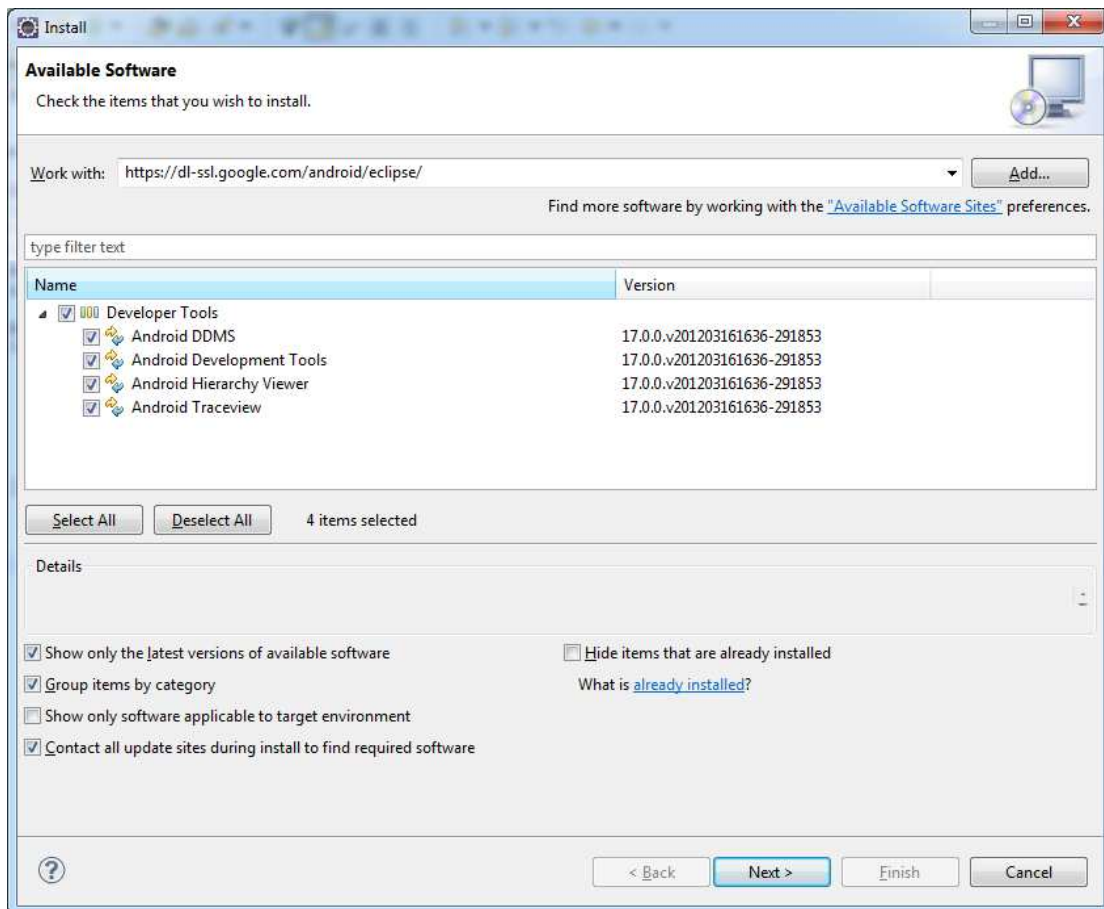 Install
Available Software
Check the items that you wish to install.
Work with: https://dl-ssl.google.com/android/eclipse/ Add...
Find more software by working with the "Available Software Sites" preferences.
type filter text
Name Version
Developer Tools
Android DDMS 17.0.0.v201203161636-291853
Android Development Tools 17.0.0.v201203161636-291853
Android Hierarchy Viewer 17.0.0.v201203161636-291853
Android Traceview 17.0.0.v201203161636-291853
Select All Deselect All 4 items selected
Details
Show only the latest versions of available software Hide items that are already installed
Group items by category What is already installed?
Show only software applicable to target environment
Contact all update sites during install to find required software
? < Back Next > Finish Cancel